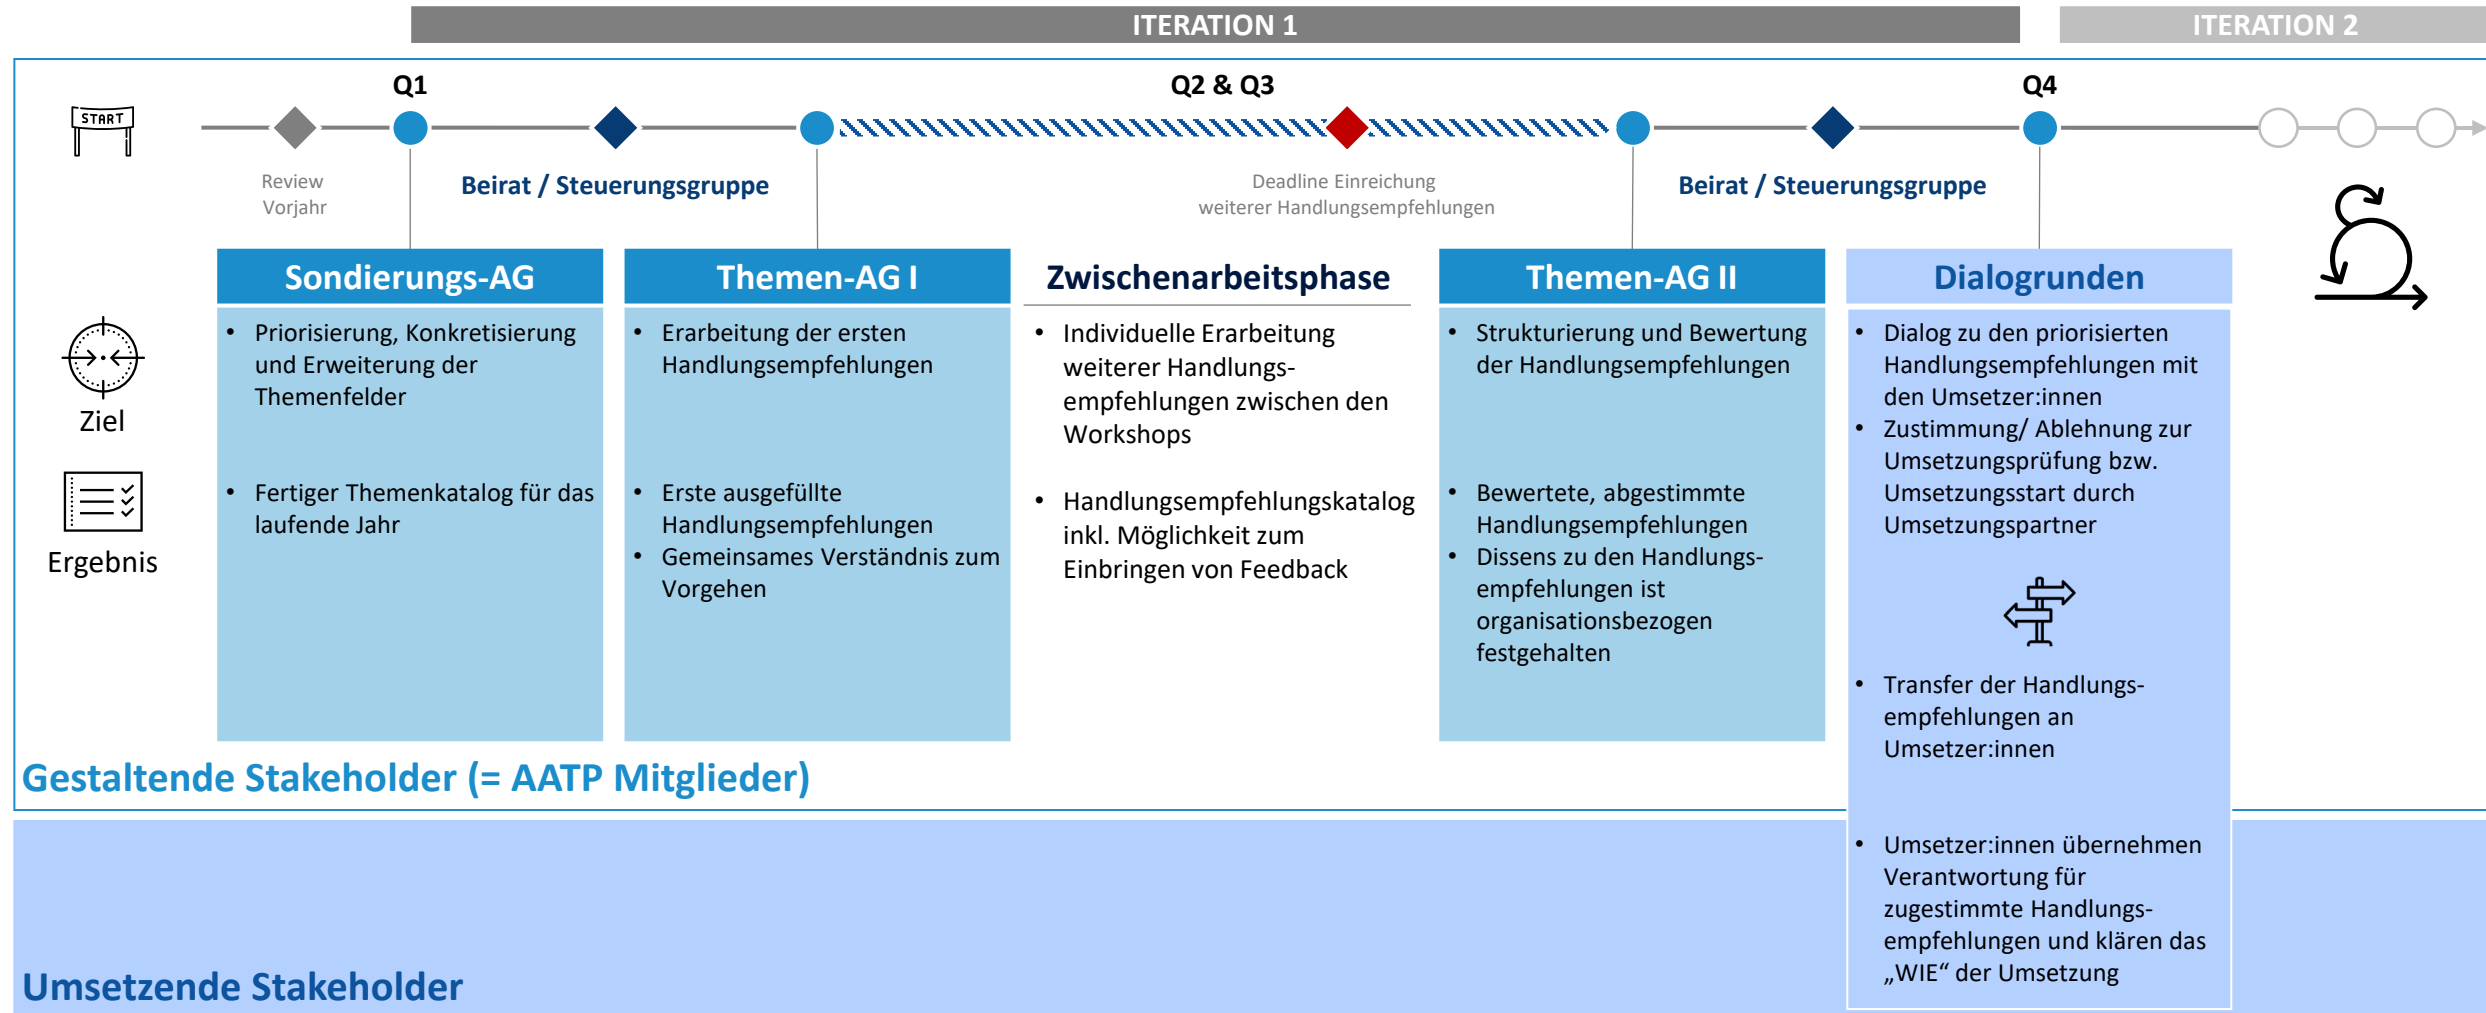 ITERATION 1
ITERATION 2
Q1
Q2 & Q3
Q4
START
Review
Vorjahr
Beirat / Steuerungsgruppe
Deadline Einreichung
weiterer Handlungsempfehlungen
Beirat / Steuerungsgruppe
Sondierungs-AG
Themen-AG I
Zwischenarbeitsphase
Themen-AG II
Dialogrunden
Ziel
Ergebnis
• Priorisierung, Konkretisierung
und Erweiterung der
Themenfelder
• Fertiger Themenkatalog für das
laufende Jahr
• Erarbeitung der ersten
Handlungsempfehlungen
• Erste ausgefüllte
Handlungsempfehlungen
• Gemeinsames Verständnis zum
Vorgehen
• Individuelle Erarbeitung
weiterer Handlungs-
empfehlungen zwischen den
Workshops
• Handlungsempfehlungskatalog
inkl. Möglichkeit zum
Einbringen von Feedback
• Strukturierung und Bewertung
der Handlungsempfehlungen
• Bewertete, abgestimmte
Handlungsempfehlungen
• Dissens zu den Handlungs-
empfehlungen ist
organisationsbezogen
festgehalten
• Dialog zu den priorisierten
Handlungsempfehlungen mit
den Umsetzer:innen
• Zustimmung/ Ablehnung zur
Umsetzungsprüfung bzw.
Umsetzungsstart durch
Umsetzungspartner
• Transfer der Handlungs-
empfehlungen an
Umsetzer:innen
• Umsetzer:innen übernehmen
Verantwortung für
zugestimmte Handlungs-
empfehlungen und klären das
„WIE“ der Umsetzung
Gestaltende Stakeholder (= AATP Mitglieder)
Umsetzende Stakeholder